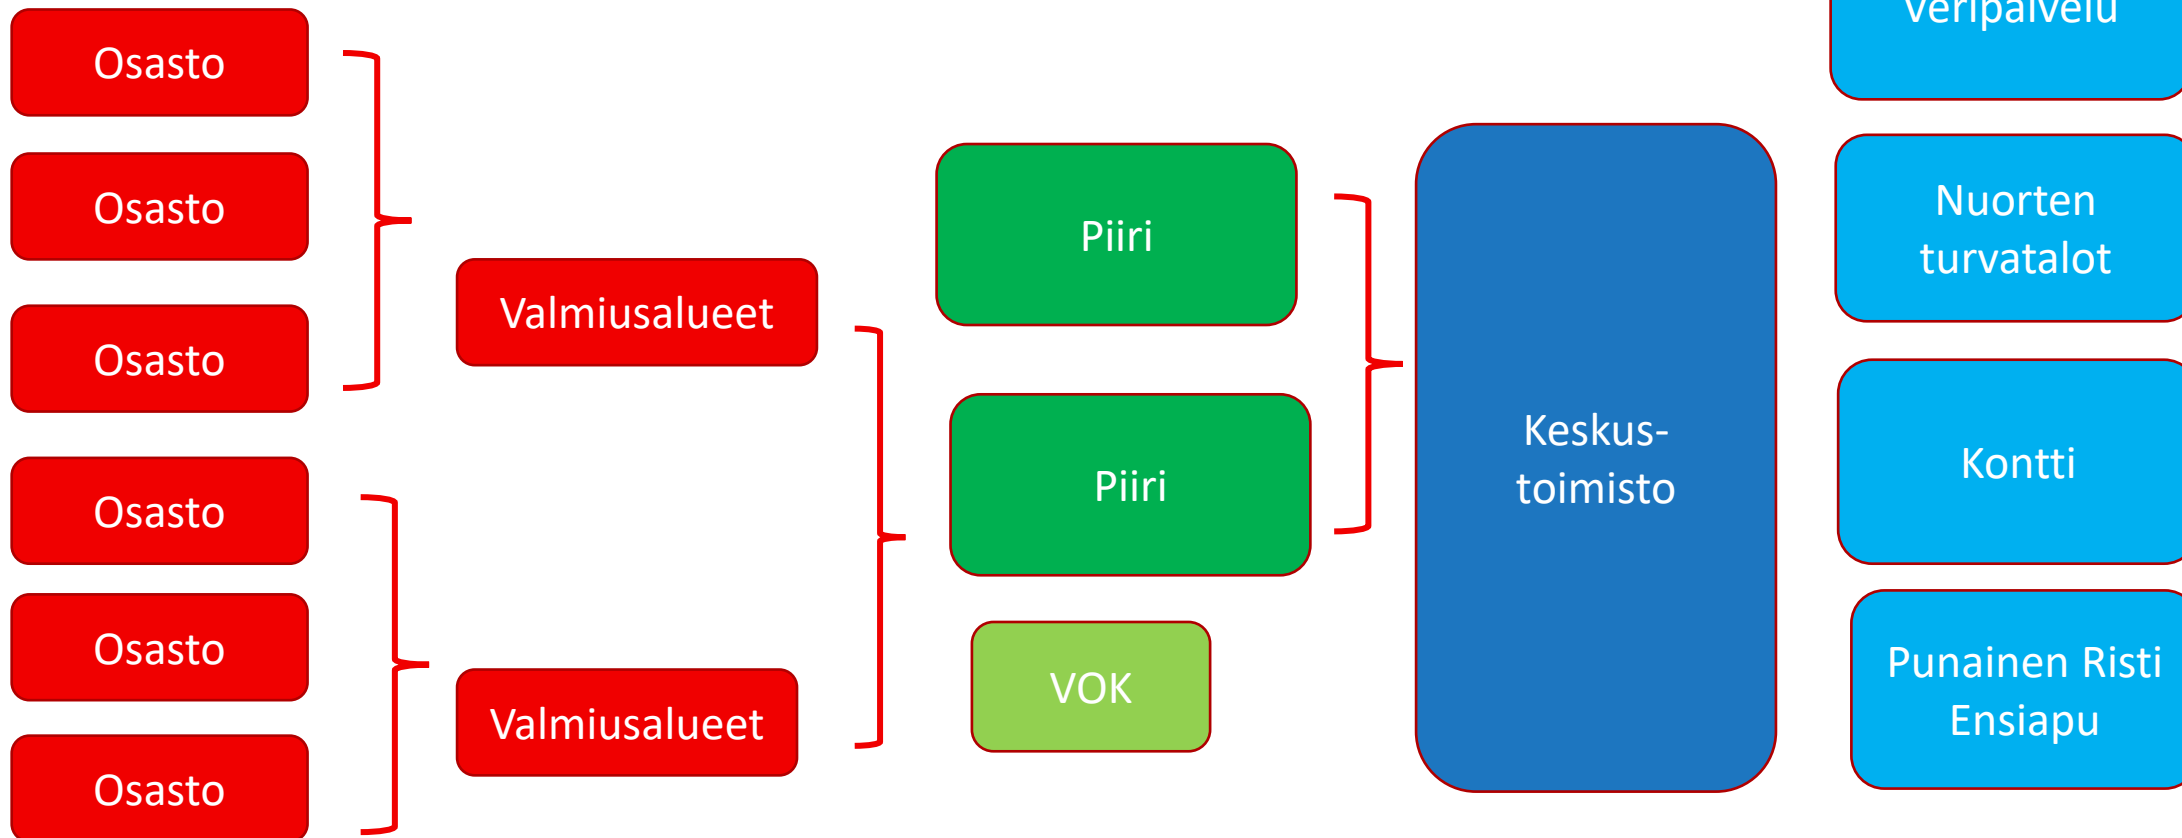 Osasto
Osasto
Osasto
Osasto
Osasto
Osasto
Valmiusalueet
Valmiusalueet
Piiri
Piiri
VOK
Keskus-
toimisto
Veripalvelu
Nuorten
turvatalot
Kontti
Punainen Risti
Ensiapu